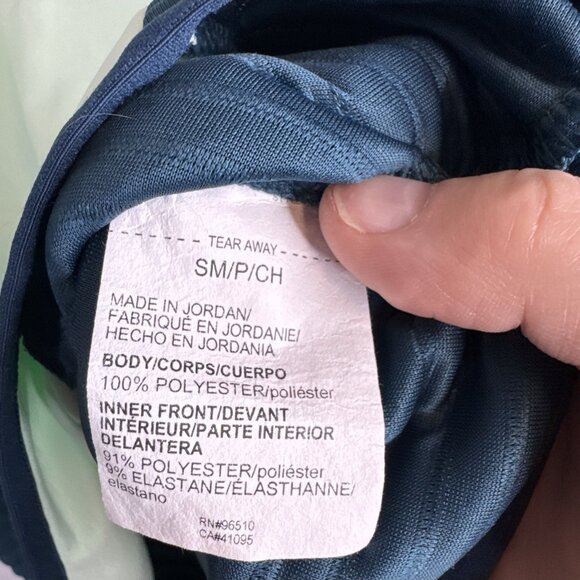 TEAR AWAY
SM/P/CH
MADE IN JORDAN/
FABRIQUÉ EN JORDANIE/
HECHO EN JORDANIA
BODY/CORPS/CUERPO
100% POLYESTER/poliéster
INNER FRONT/DEVANT
INTÉRIEUR/PARTE INTERIOR
DELANTERA
91% POLYESTER/poliéster
9% ELASTANE/ÉLASTHANNE/
elastano
RN#96510
CA#41095